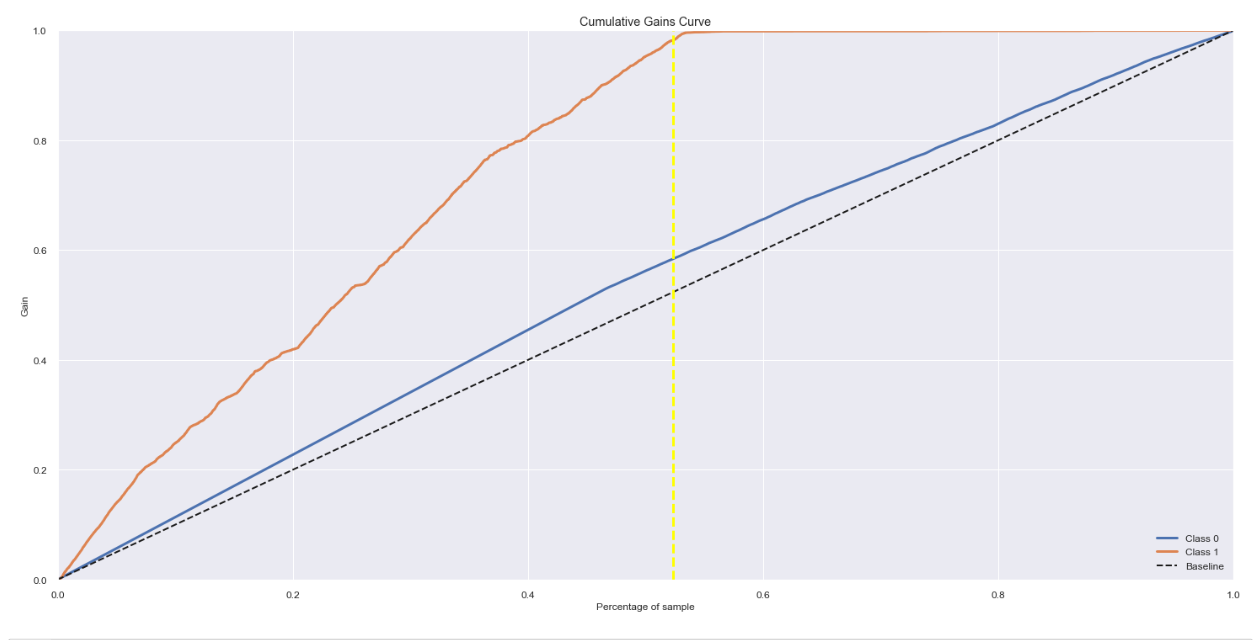 Cumulative Gains Curve
1.0
0.8
0.6
0.4
0.2
0.0
Gain
0.0 0.2 0.4 0.6 0.8 1.0
Percentage of sample
Class 0
Class 1
Baseline